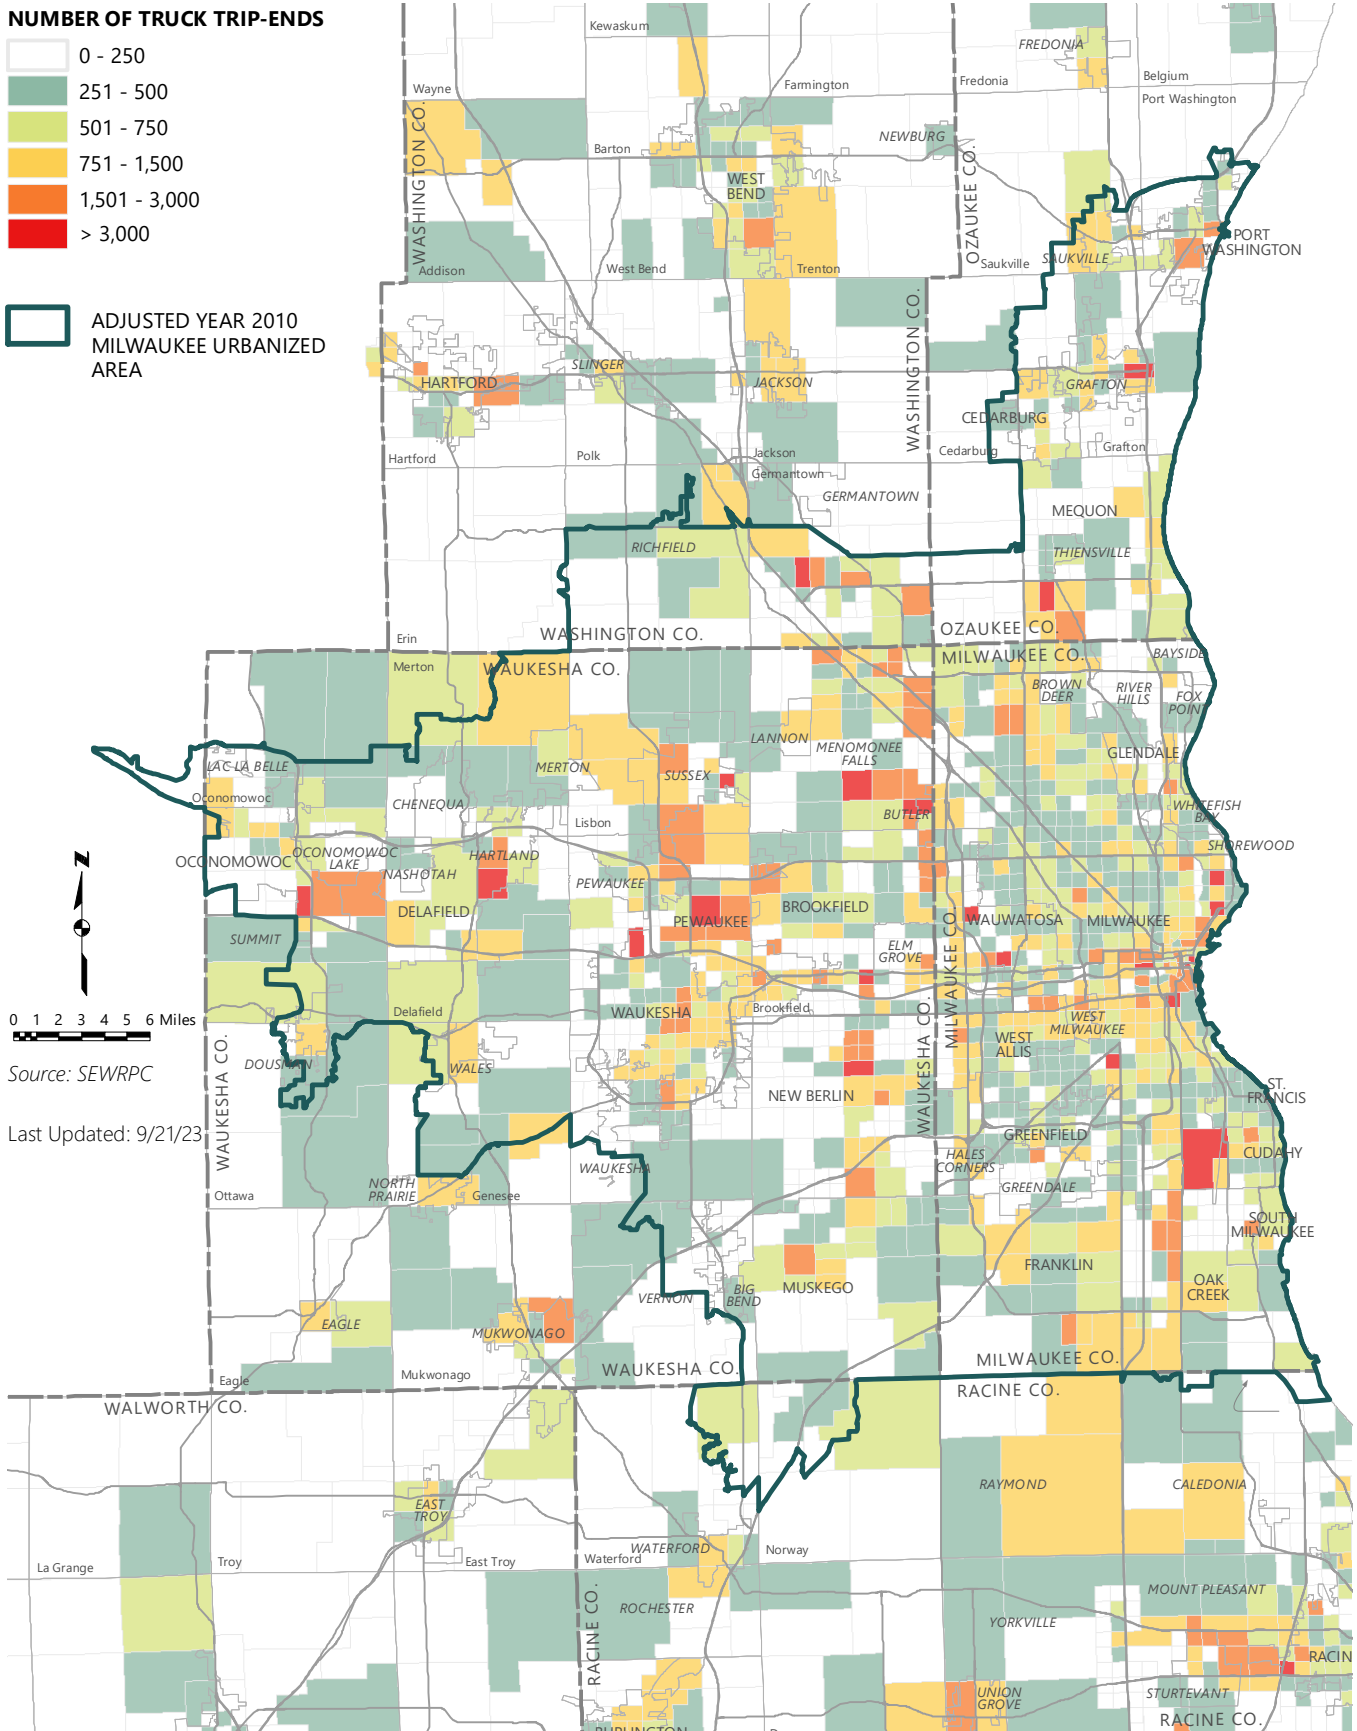 NUMBER OF TRUCK TRIP-ENDS
0 - 250
251 - 500
501 - 750
751 - 1,500
1,501 - 3,000
> 3,000
ADJUSTED YEAR 2010
MILWAUKEE URBANIZED
AREA
Kewaskum
FREDONIA
Wayne
Farmington
Fredonia
Belgium
Port Washington
WASHINGTON CO.
Barton
NEWBURG
OZAUKEE CO.
WEST
BEND
Addison
West Bend
Trenton
Saukville
SAUKVILLE
PORT
WASHINGTON
WASHINGTON CO.
SLINGER
HARTFORD
JACKSON
GRAFTON
CEDARBURG
Hartford
Polk
Jackson
Cedarburg
Grafton
Germantown
GERMANTOWN
MEQUON
RICHFIELD
THIENSVILLE
Erin
WASHINGTON CO.
OZAUKEE CO.
Merton
WAUKESHA CO.
MILWAUKEE CO.
BAYSIDE
BROWN
DEER
RIVER
HILLS
FOX
POINT
LANNON
MENOMONEE
FALLS
GLENDALE
LAC LA BELLE
MERTON
SUSSEX
Oconomowoc
CHENEQUA
Lisbon
BUTLER
WHITEFISH
BAY
OCONOMOWOC
OCONOMOWOC
LAKE
HARTLAND
SHOREWOOD
NASHOTAH
PEWAUKEE
DELAFIELD
PEWAUKEE
BROOKFIELD
WAUWATOSA
MILWAUKEE
SUMMIT
ELM
GROVE
MILWAUKEE CO.
N
0 1 2 3 4 5 6 Miles
Delafield
WAUKESHA
Brookfield
WEST
MILWAUKEE
WEST
ALLIS
WAUKESHA CO.
WAUKESHA CO.
DOUSMAN
WALES
Source: SEWRPC
NEW BERLIN
ST.
FRANCIS
Last Updated: 9/21/23
GREENFIELD
CUDAHY
HALES
CORNERS
WAUKESHA
GREENDALE
NORTH
PRAIRIE
Ottawa
Genesee
SOUTH
MILWAUKEE
FRANKLIN
MUSKEGO
OAK
CREEK
VERNON
BIG
BEND
EAGLE
MUKWONAGO
Eagle
Mukwonago
WAUKESHA CO.
MILWAUKEE CO.
WALWORTH CO.
RACINE CO.
RAYMOND
CALEDONIA
EAST
TROY
WATERFORD
La Grange
Troy
East Troy
Waterford
Norway
ROCHESTER
MOUNT PLEASANT
YORKVILLE
RACINE CO.
RACIN
UNION
GROVE
STURTEVANT
RACINE CO.